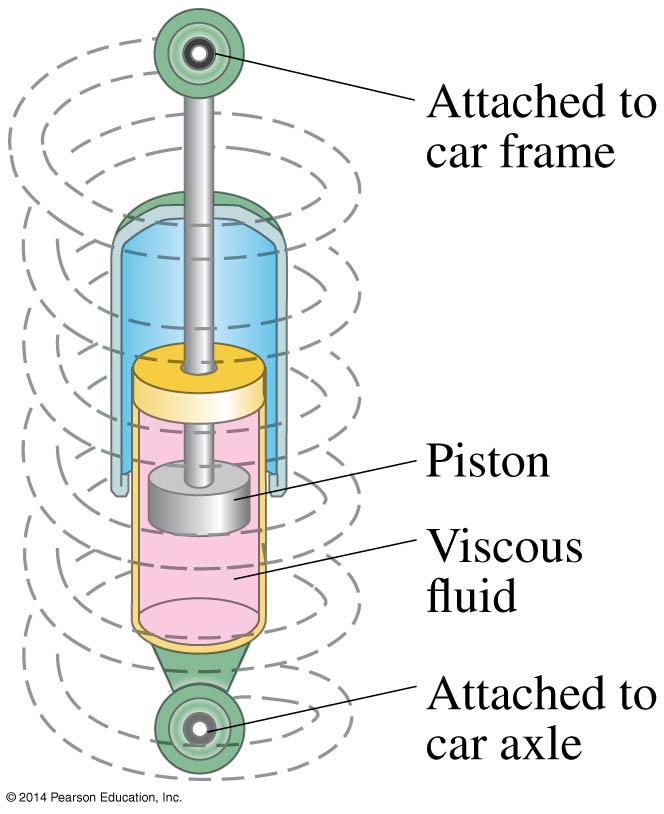 Attached to
car frame
Piston
Viscous
fluid
Attached to
car axle
© 2014 Pearson Education, Inc.